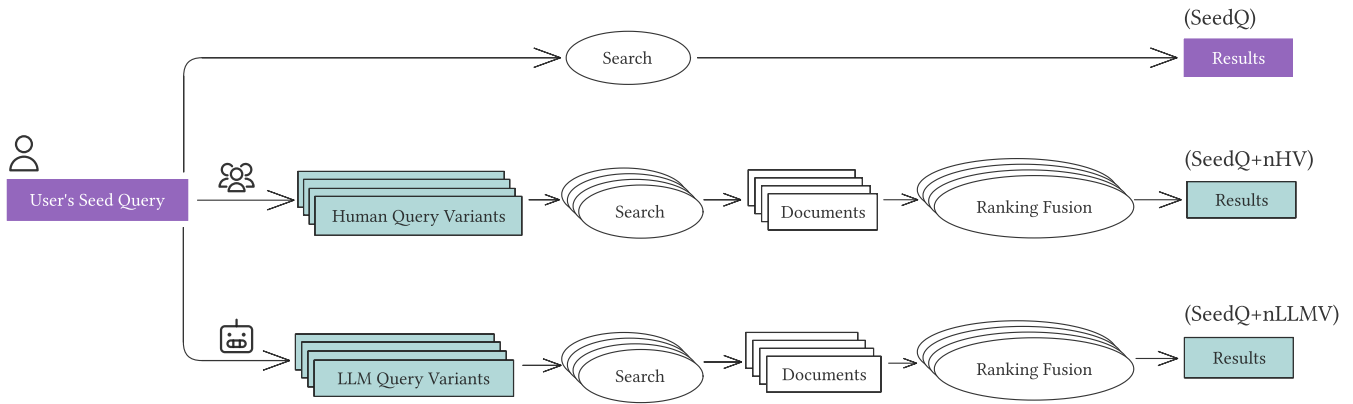 (SeedQ)
Search
Results
User's Seed Query
Human Query Variants
Search
Documents
Ranking Fusion
(SeedQ+nHV)
Results
LLM Query Variants
Search
Documents
Ranking Fusion
(SeedQ+nLLMV)
Results